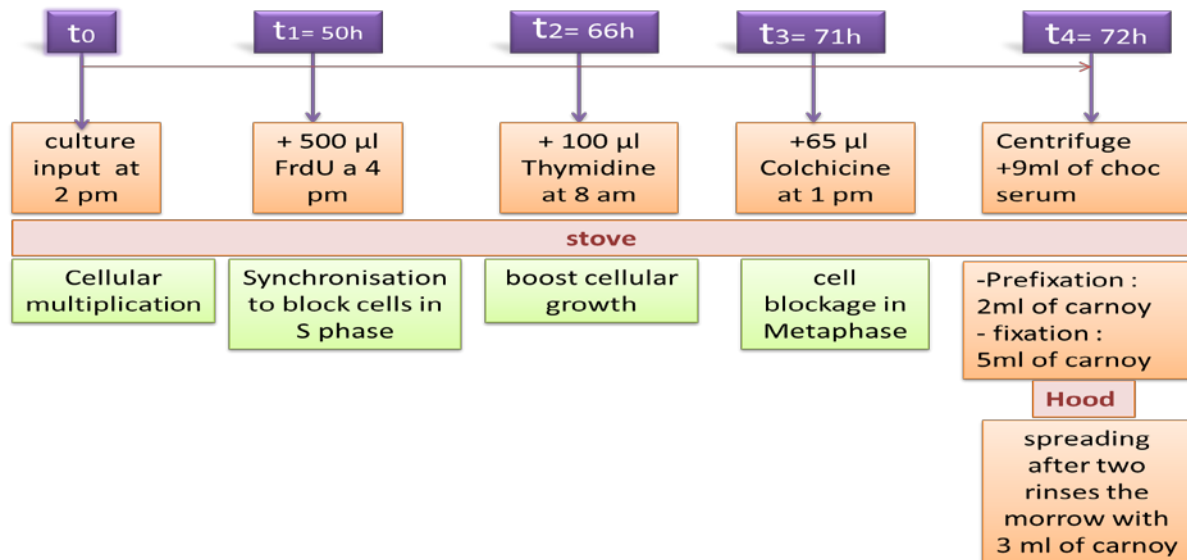 t0
t1= 50h
t2= 66h
t3= 71h
t4= 72h
culture
input at
2 pm
+ 500 µl
FrdU a 4
pm
+ 100 µl
Thymidine
at 8 am
+65 µl
Colchicine
at 1 pm
Centrifuge
+9ml of choc
serum
stove
Cellular
multiplication
Synchronisation
to block cells in
S phase
boost cellular
growth
cell
blockage in
Metaphase
-Prefixation :
2ml of carnoy
- fixation :
5ml of carnoy
Hood
spreading
after two
rinses the
morrow with
3 ml of carnoy